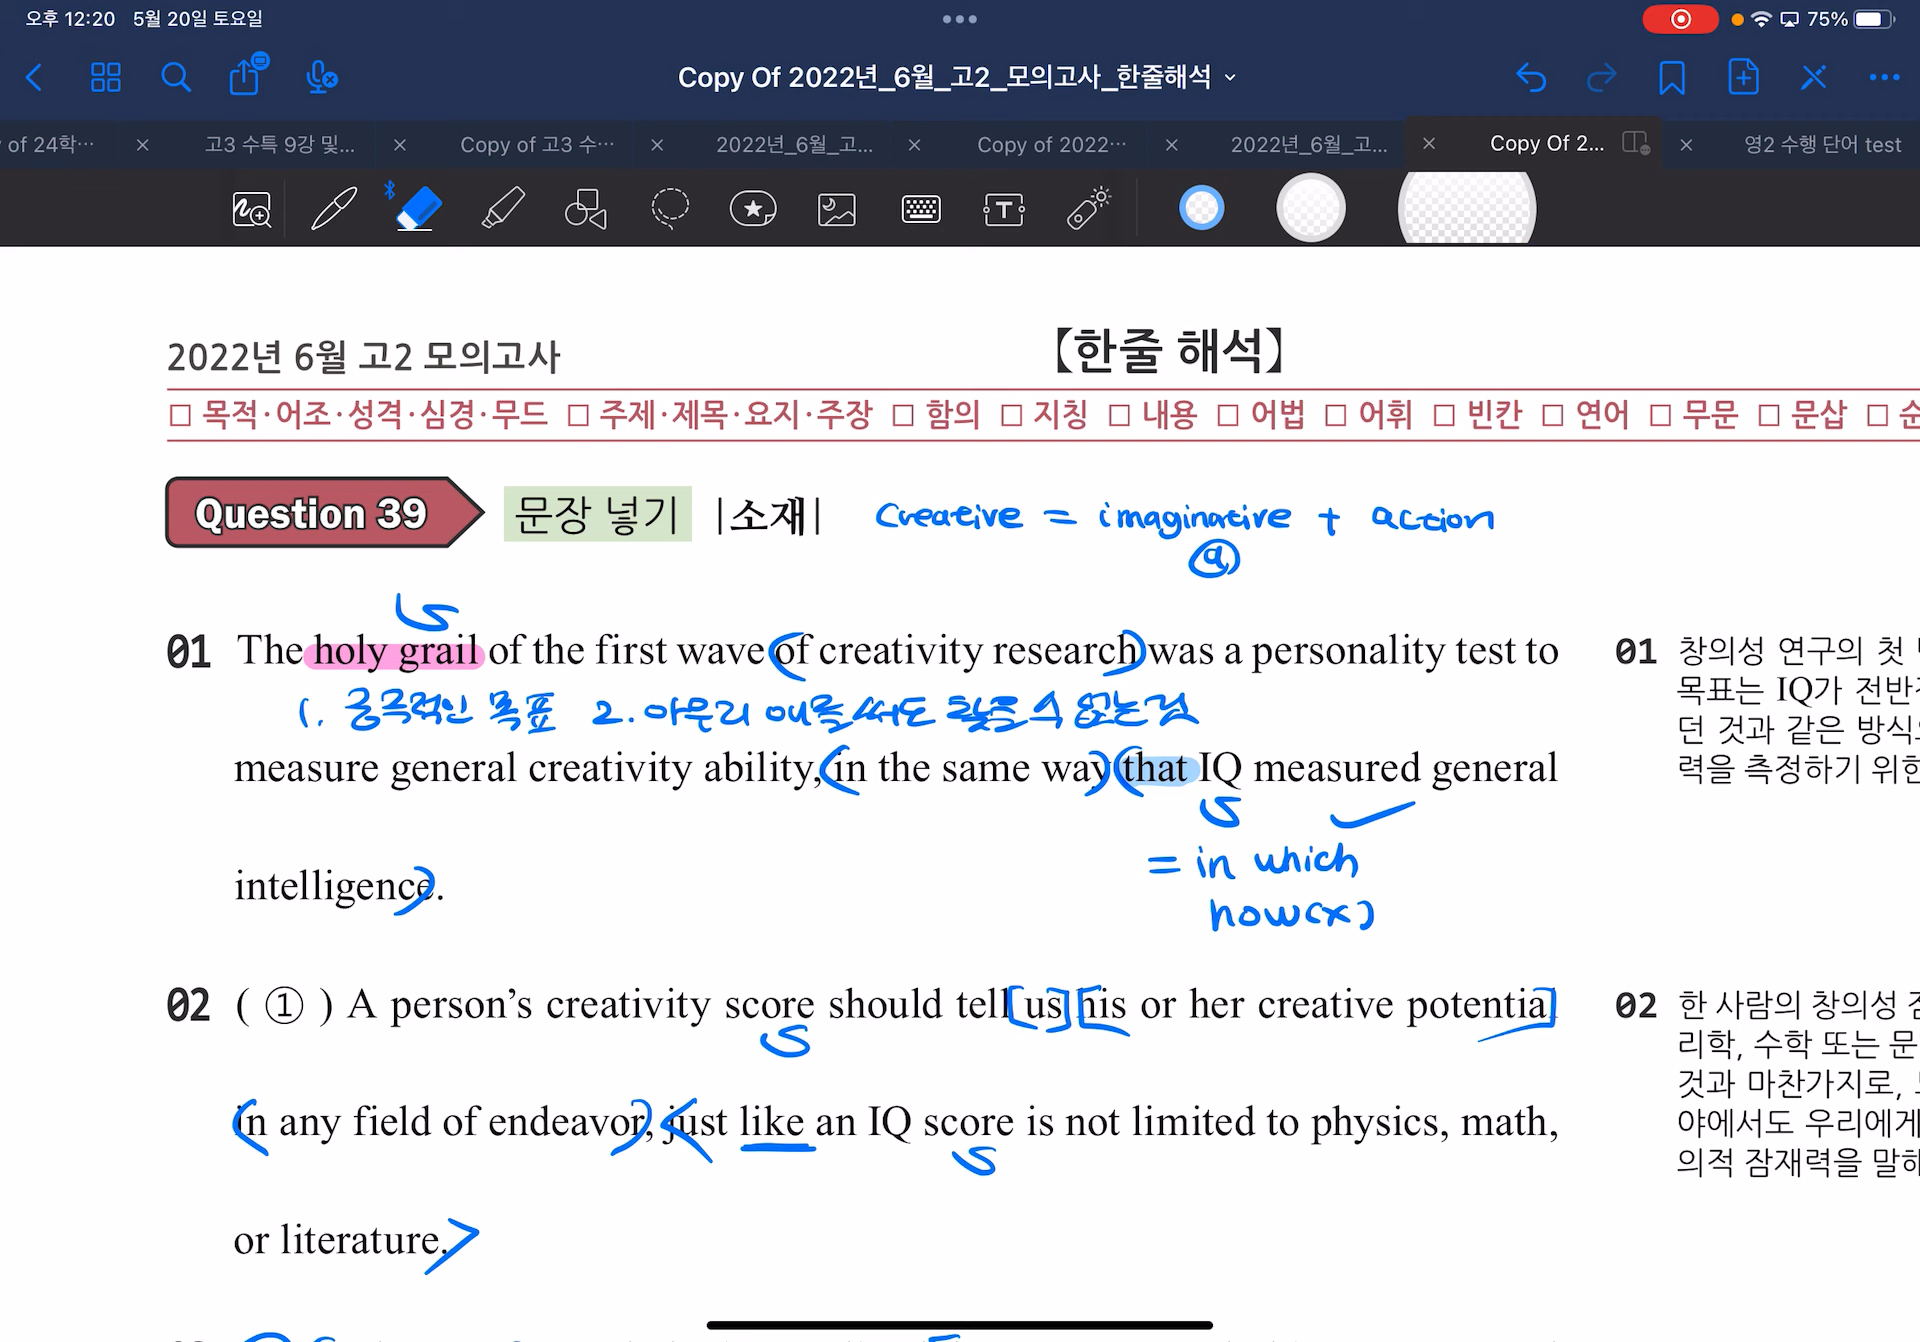 오후 12:20 5월 20일 토요일
75%
Copy Of 2022년_6월_고2_모의고사_한줄해석
of 24학··· 고3 수특 9강 및... Copy of 고3 수··· 2022년_6월_고... Copy of 2022··· 2022년_6월_고... Copy Of 2... 영2 수행 단어 test
2022년 6월 고2 모의고사 【한줄 해석】
□ 목적·어조·성격·심경·무드 □ 주제·제목·요지·주장 □ 함의 □ 지칭 □ 내용 □ 어법 □ 어휘 □ 빈칸 □ 연어 □ 무문 □ 문삽 □ 순
Question 39 문장 넣기 |소재| creative = imaginative + action
ⓐ
S
01 The holy grail of the first wave (of creativity research) was a personality test to
1. 궁극적인 목표 2. 아무리 애를써도 찾을 수 없는것
measure general creativity ability, (in the same way) (that IQ measured general
S
= in which
intelligence).
how(x)
02 ( ① ) A person's creativity score should tell [us] [his or her creative potential]
S
(in any field of endeavor), <just like an IQ score is not limited to physics, math,
S
or literature.>
01 창의성 연구의 첫
목표는 IQ가 전반
던 것과 같은 방식
력을 측정하기 위한
02 한 사람의 창의성
리학, 수학 또는 문
것과 마찬가지로,
야에서도 우리에게
의적 잠재력을 말해